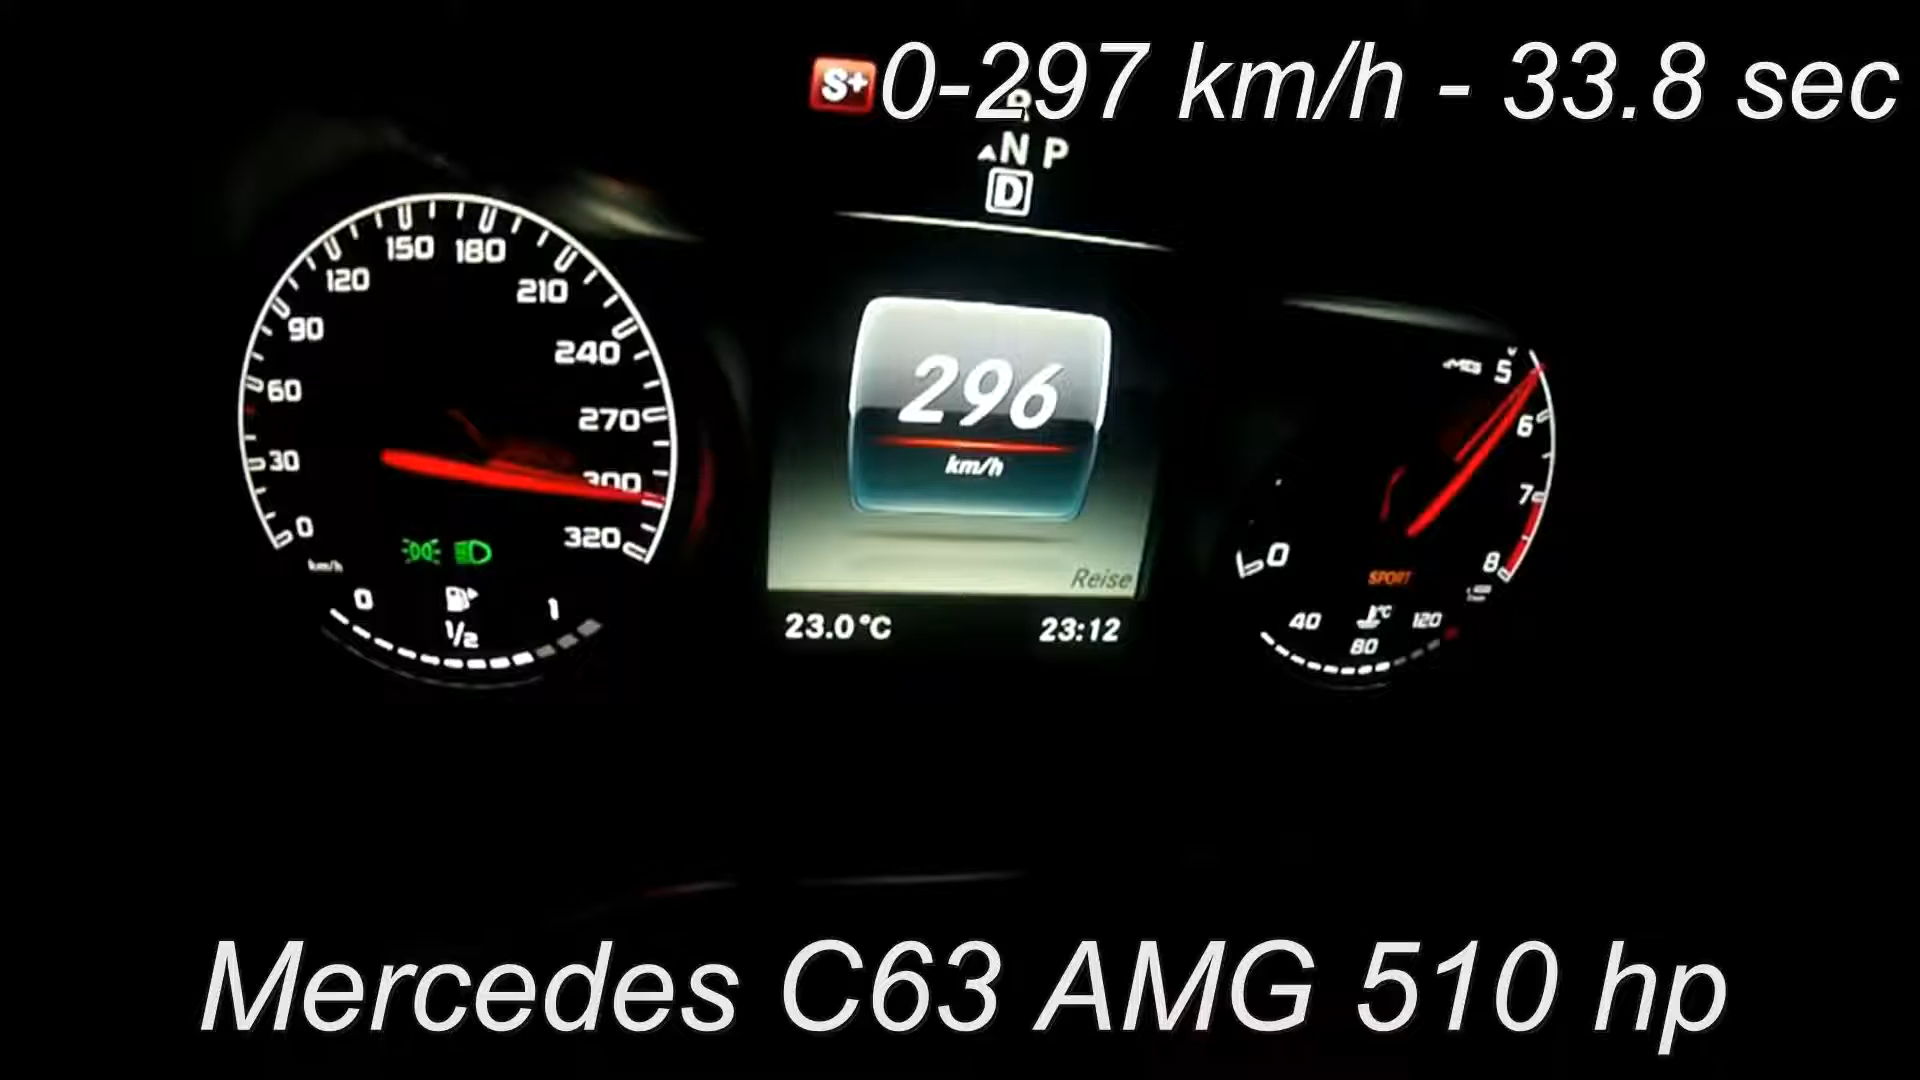 S+ 0-297 km/h - 33.8 sec
R
N P
D
0 30 60 90 120 150 180 210 240 270 300 320
km/h
296
km/h
Reise
23.0°C 23:12
0 1/2 1
AMG 5 6 7 8
0
SPORT
40 80 120 °C
Mercedes C63 AMG 510 hp